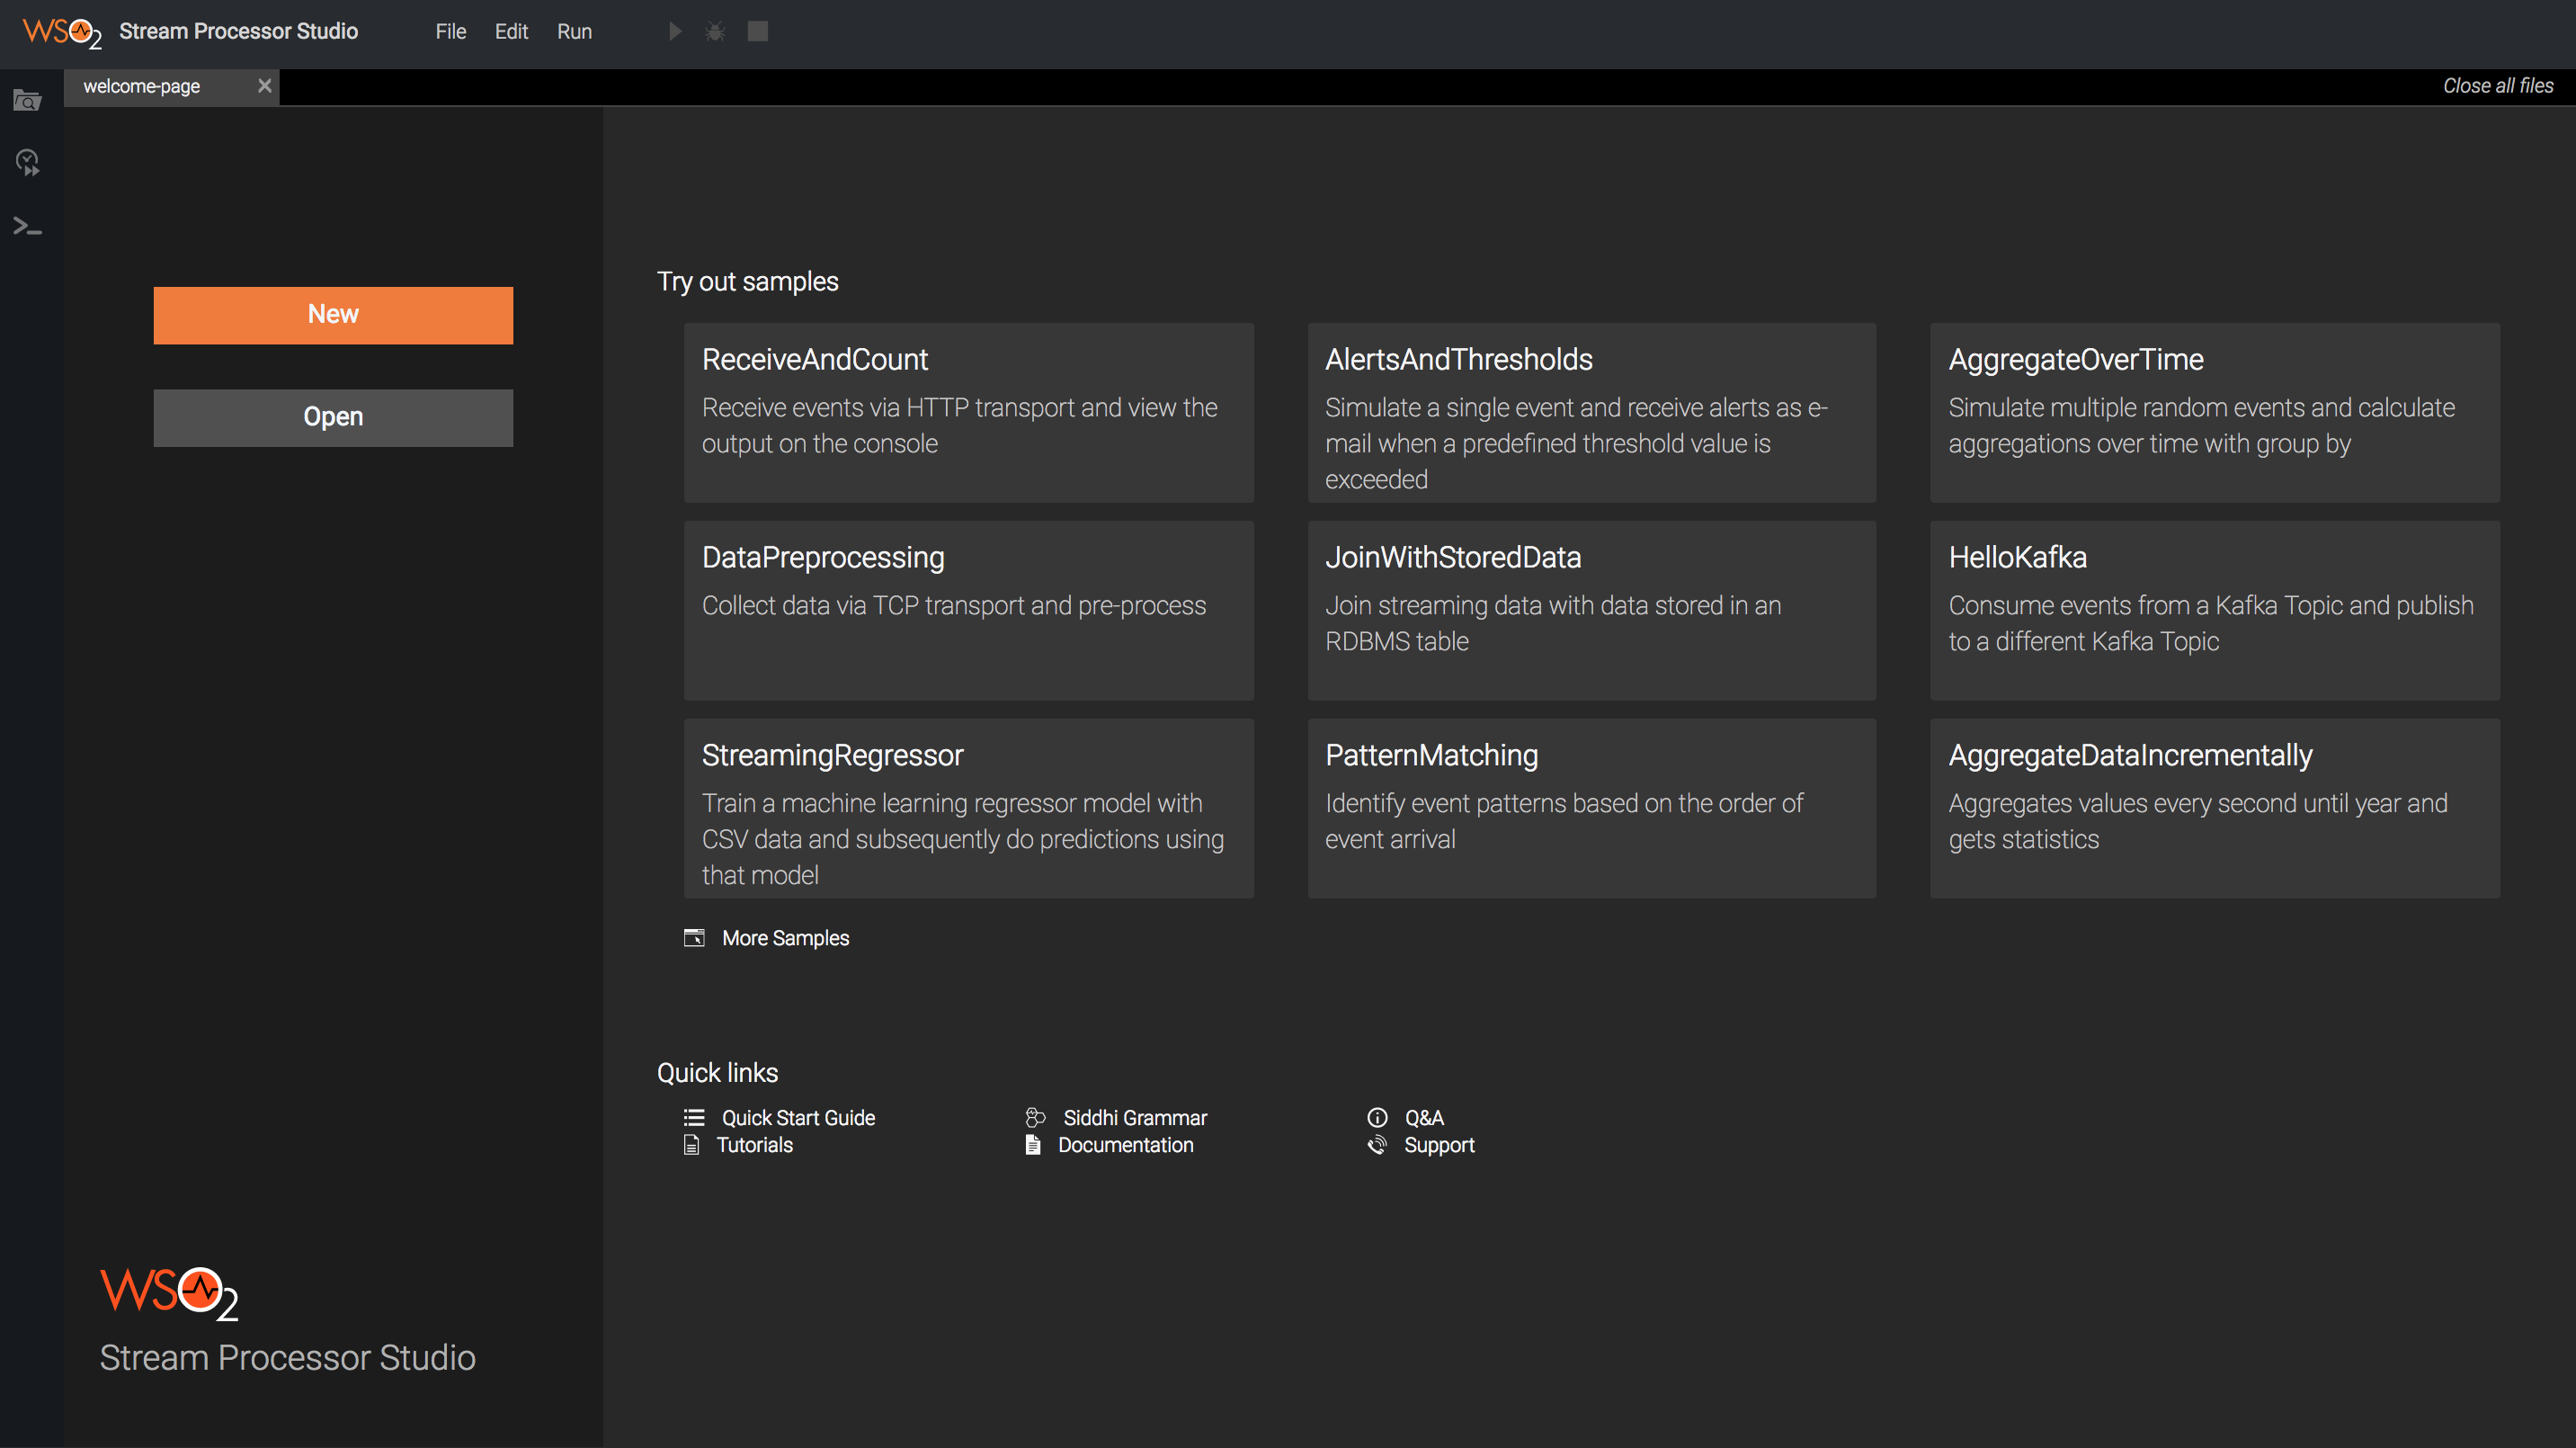 WSO2 Stream Processor Studio File Edit Run
welcome-page Close all files
New
Open
Try out samples
ReceiveAndCount
Receive events via HTTP transport and view the
output on the console
AlertsAndThresholds
Simulate a single event and receive alerts as e-
mail when a predefined threshold value is
exceeded
AggregateOverTime
Simulate multiple random events and calculate
aggregations over time with group by
DataPreprocessing
Collect data via TCP transport and pre-process
JoinWithStoredData
Join streaming data with data stored in an
RDBMS table
HelloKafka
Consume events from a Kafka Topic and publish
to a different Kafka Topic
StreamingRegressor
Train a machine learning regressor model with
CSV data and subsequently do predictions using
that model
PatternMatching
Identify event patterns based on the order of
event arrival
AggregateDataIncrementally
Aggregates values every second until year and
gets statistics
More Samples
Quick links
Quick Start Guide Siddhi Grammar Q&A
Tutorials Documentation Support
WSO2
Stream Processor Studio